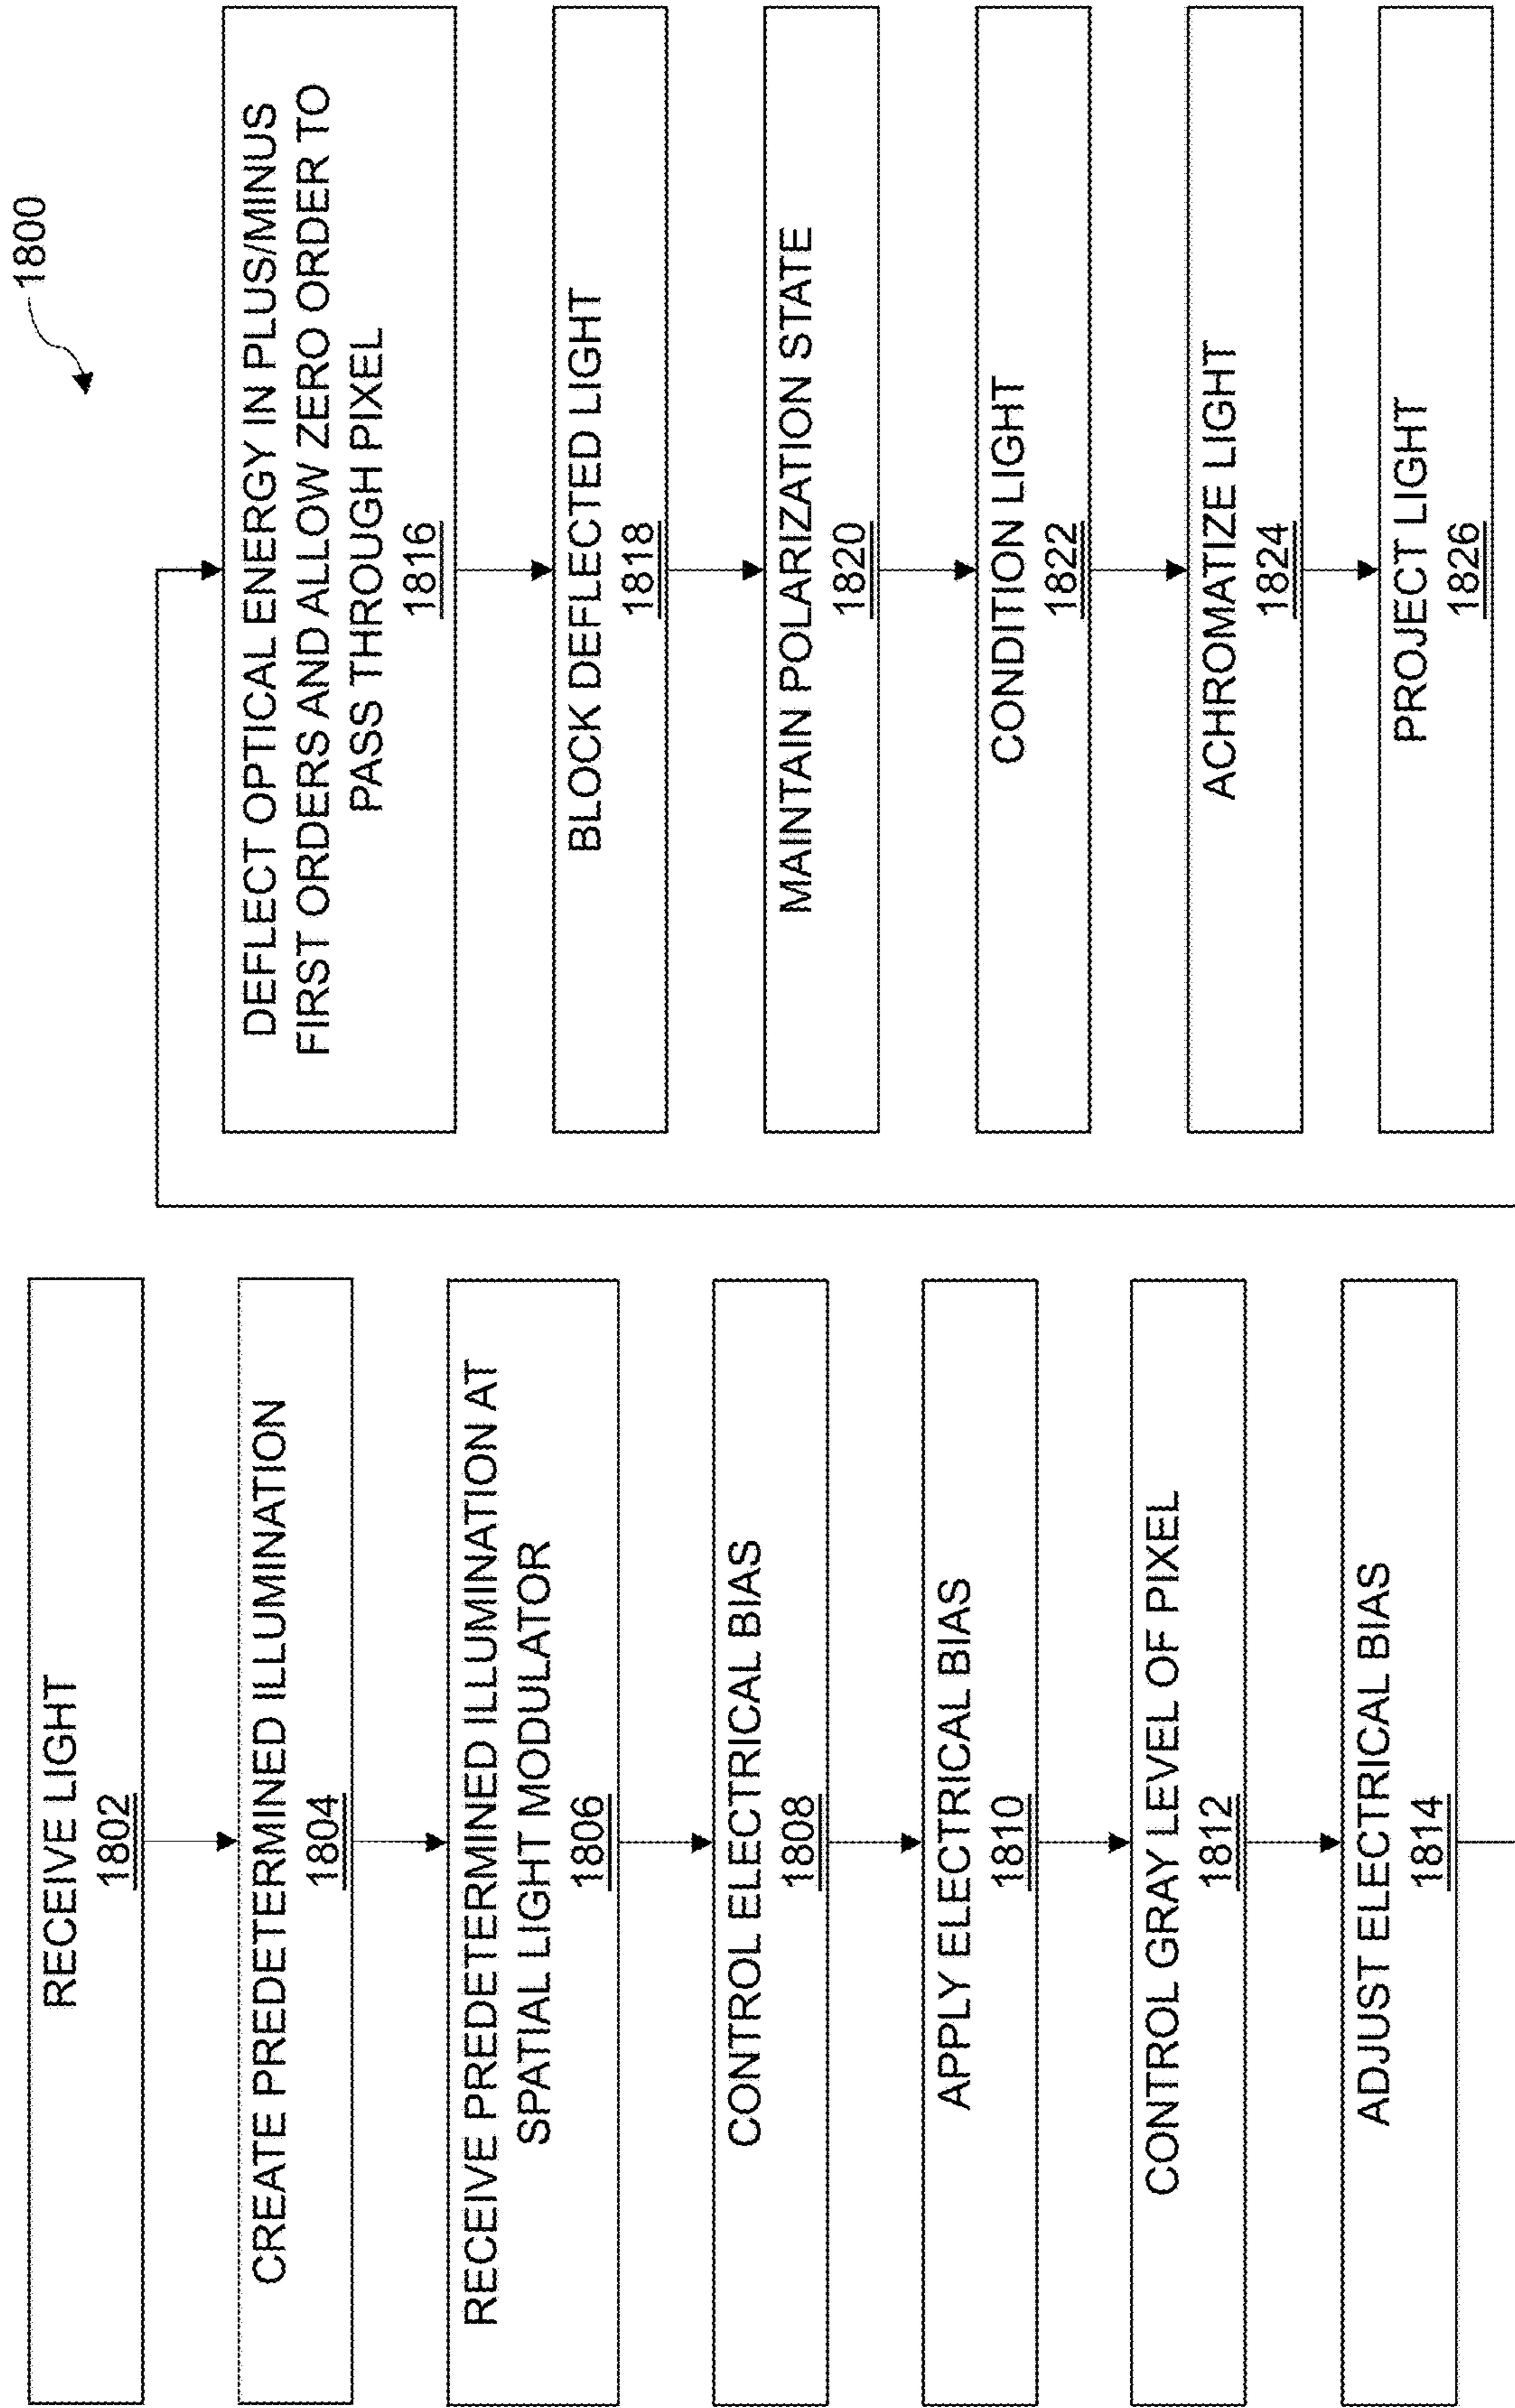 1800
RECEIVE LIGHT
1802
CREATE PREDETERMINED ILLUMINATION
1804
RECEIVE PREDETERMINED ILLUMINATION AT
SPATIAL LIGHT MODULATOR
1806
CONTROL ELECTRICAL BIAS
1808
APPLY ELECTRICAL BIAS
1810
CONTROL GRAY LEVEL OF PIXEL
1812
ADJUST ELECTRICAL BIAS
1814
DEFLECT OPTICAL ENERGY IN PLUS/MINUS
FIRST ORDERS AND ALLOW ZERO ORDER TO
PASS THROUGH PIXEL
1816
BLOCK DEFLECTED LIGHT
1818
MAINTAIN POLARIZATION STATE
1820
CONDITION LIGHT
1822
ACHROMATIZE LIGHT
1824
PROJECT LIGHT
1826